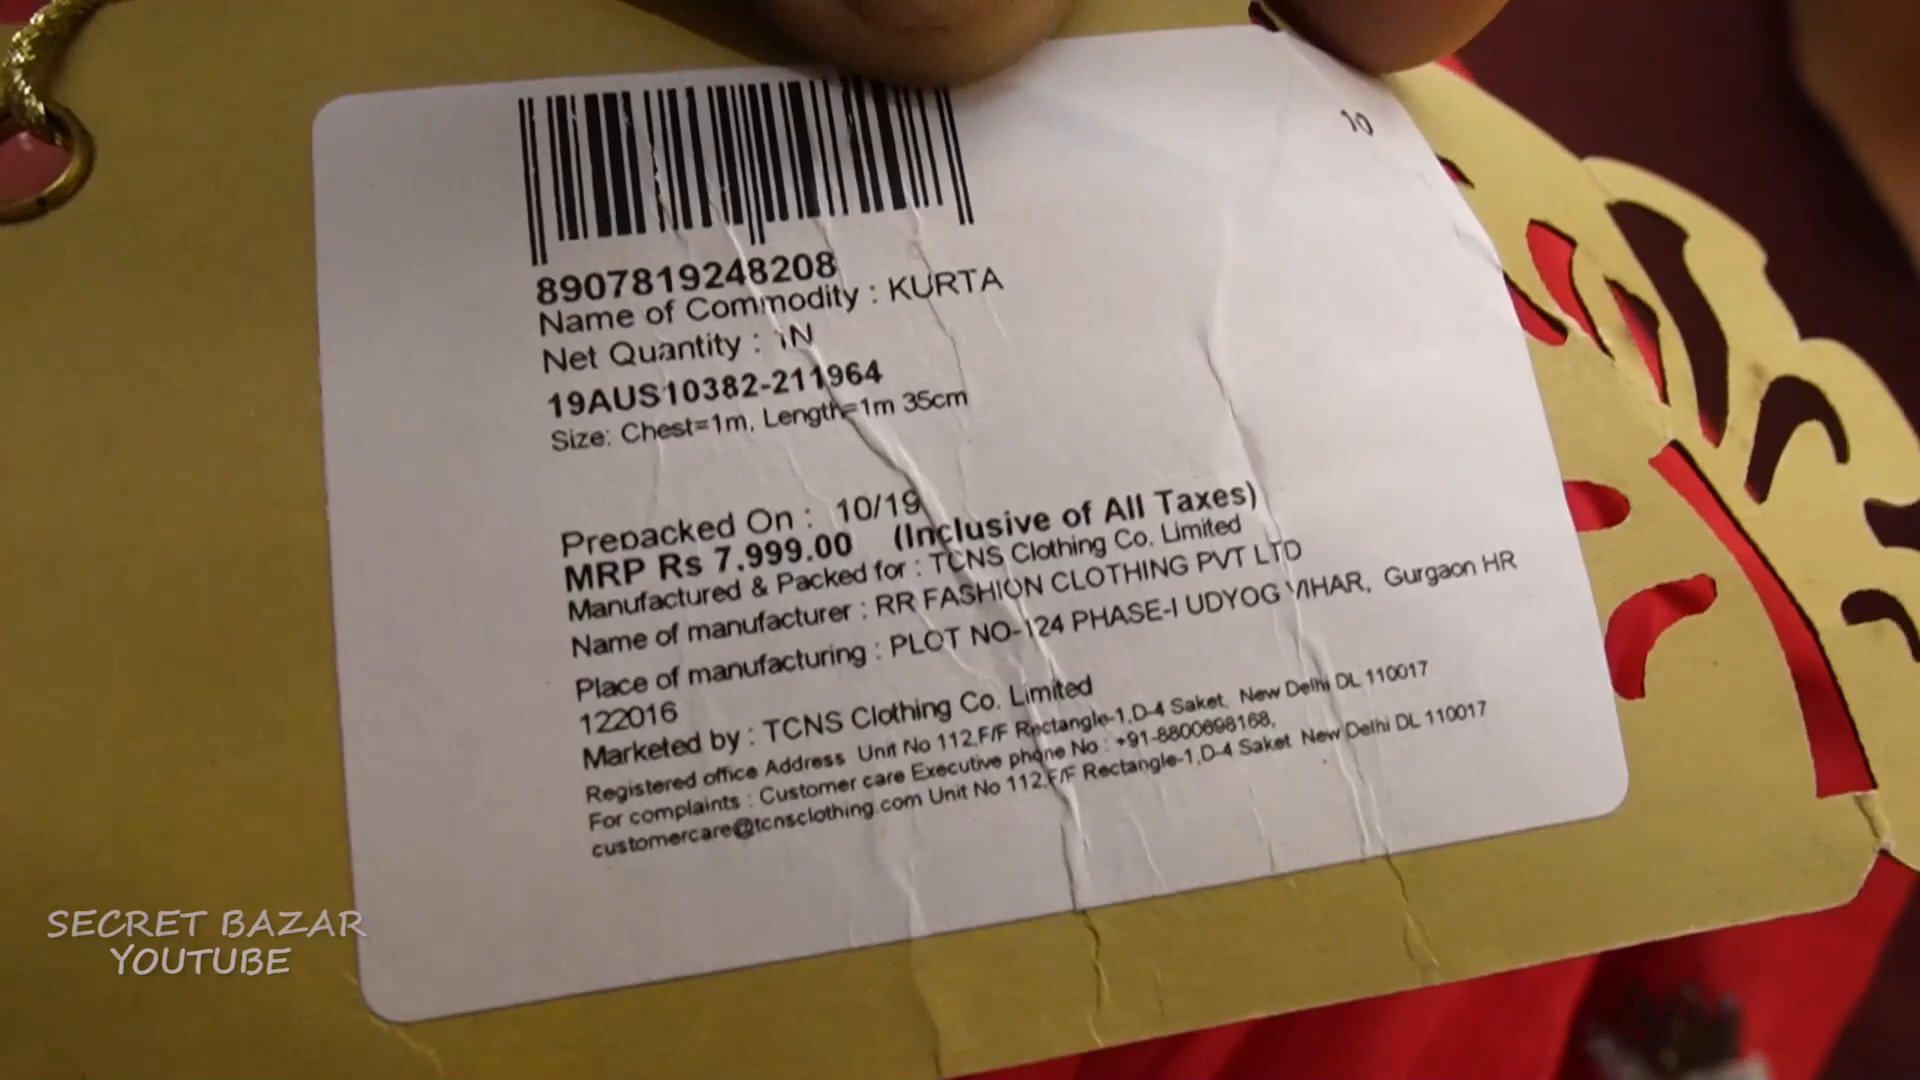 10
8907819248208
Name of Commodity : KURTA
Net Quantity : 1N
19AUS10382-211964
Size: Chest=1m, Length=1m 35cm
Prepacked On : 10/19
MRP Rs 7,999.00 (Inclusive of All Taxes)
Manufactured & Packed for : TCNS Clothing Co. Limited
Name of manufacturer : RR FASHION CLOTHING PVT LTD
Place of manufacturing : PLOT NO-124 PHASE-I UDYOG VIHAR, Gurgaon HR
122016
Marketed by : TCNS Clothing Co. Limited
Registered office Address Unit No 112,F/F Rectangle-1,D-4 Saket, New Delhi DL 110017
For complaints : Customer care Executive phone No : +91-8800698168,
customercare@tcnsclothing.com Unit No 112,F/F Rectangle-1,D-4 Saket New Delhi DL 110017
SECRET BAZAR
YOUTUBE